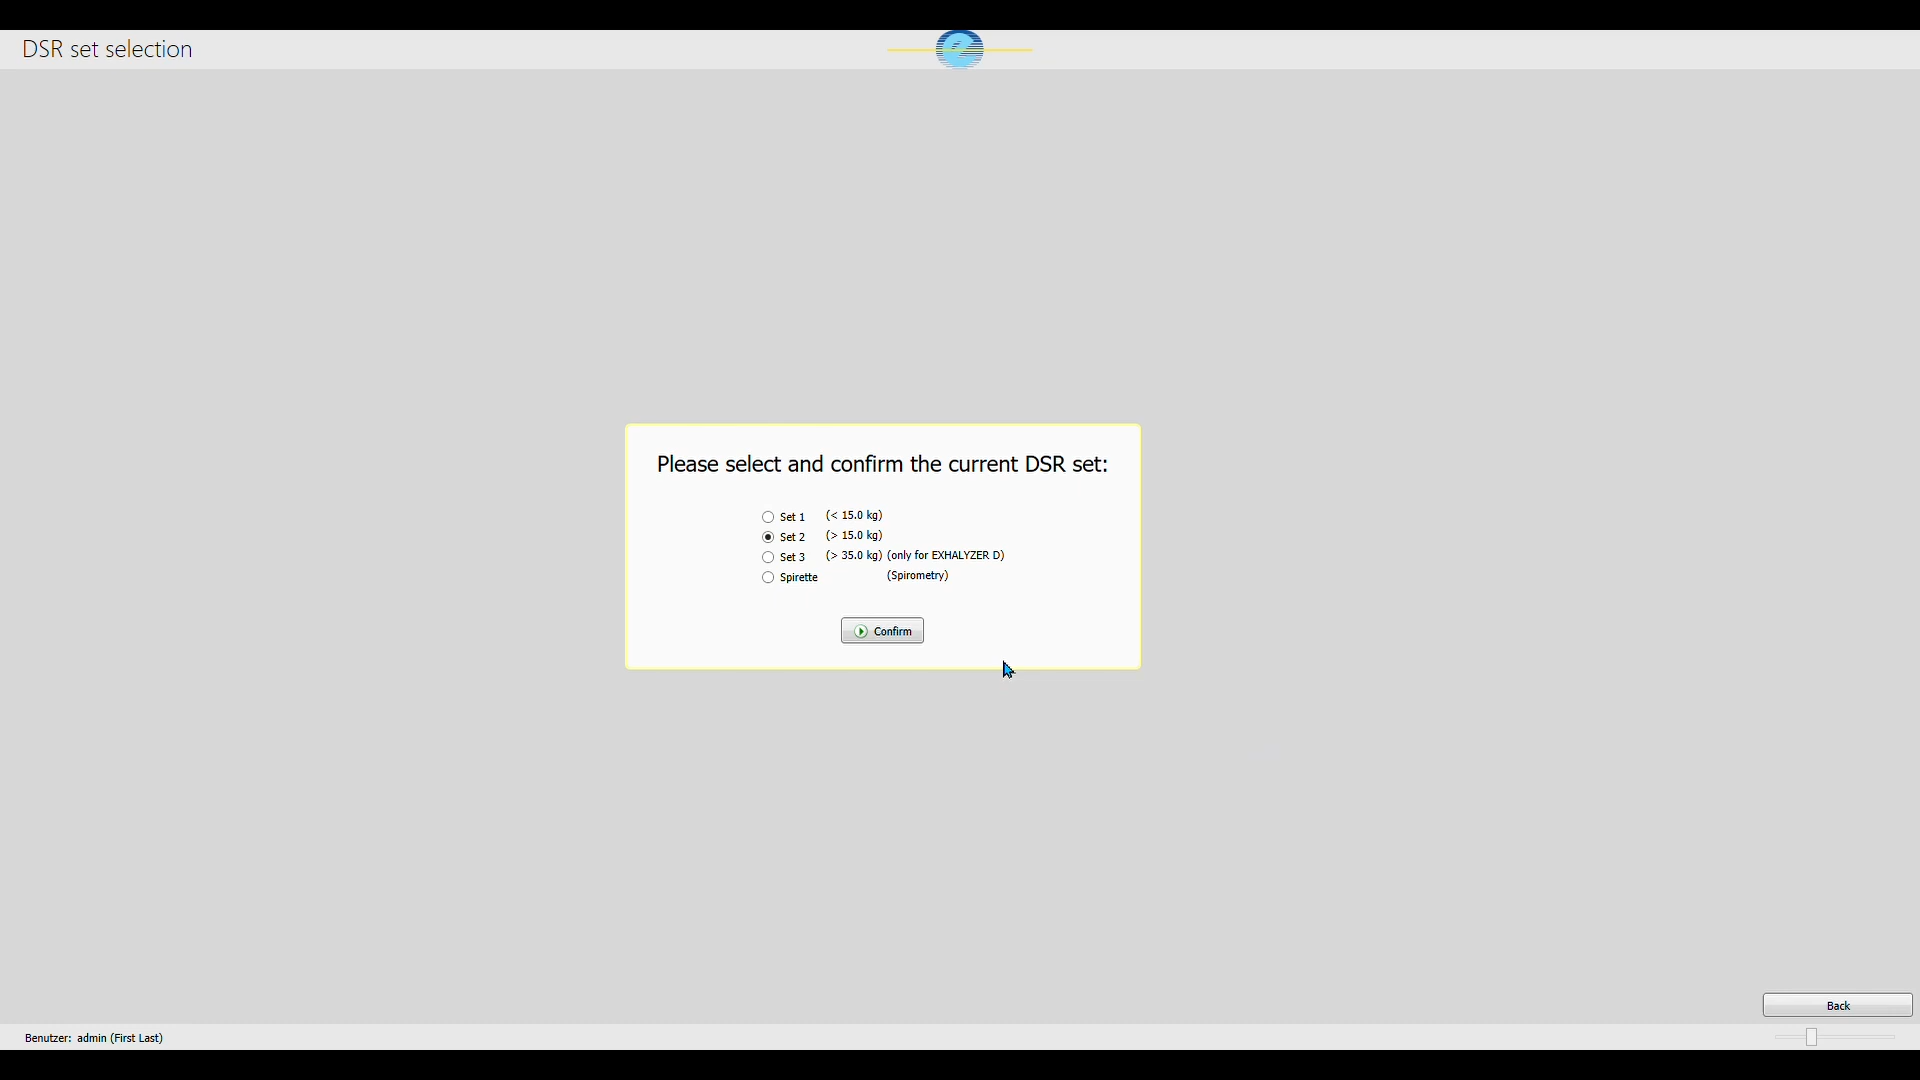 DSR set selection
Please select and confirm the current DSR set:
Set 1 (< 15.0 kg)
Set 2 (> 15.0 kg)
Set 3 (> 35.0 kg) (only for EXHALYZER D)
Spirette (Spirometry)
Confirm
Back
Benutzer: admin (First Last)